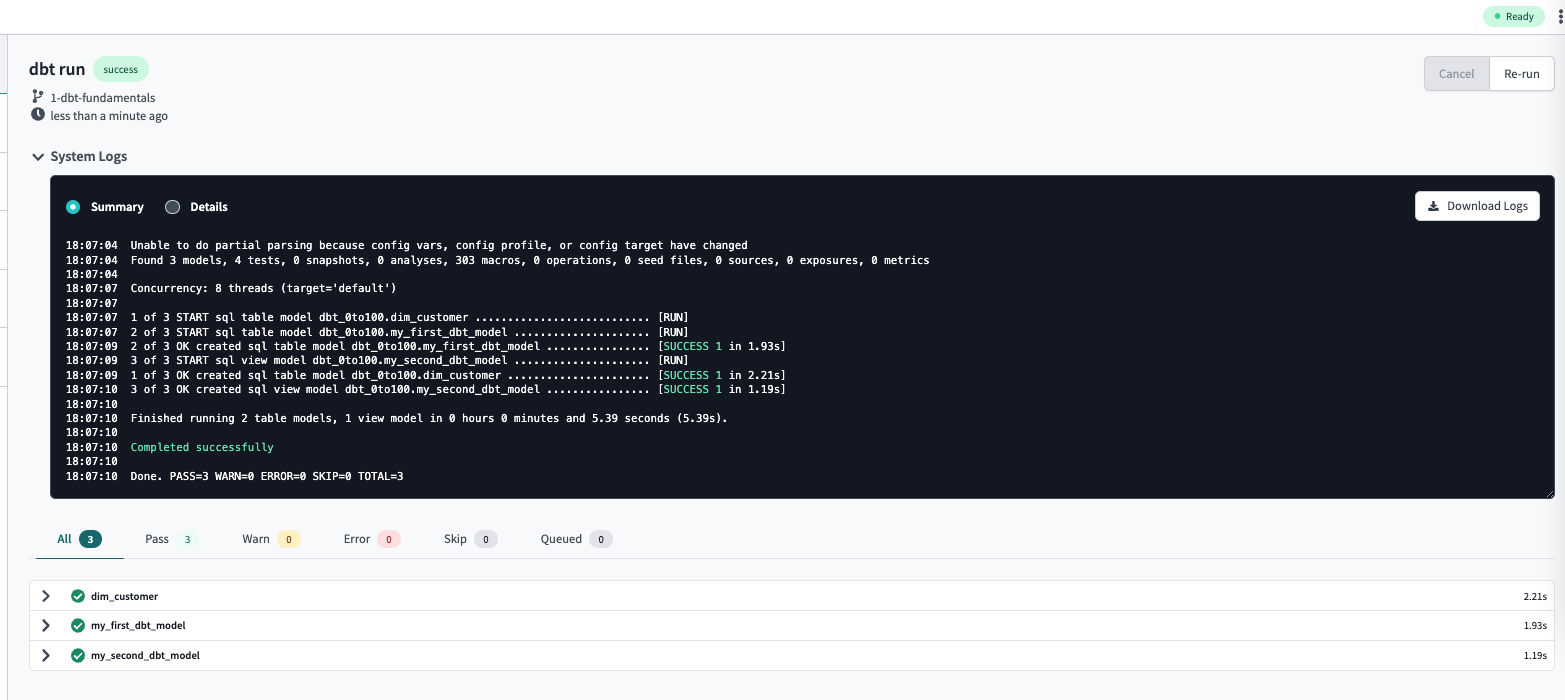 Ready
dbt run success
Cancel Re-run
1-dbt-fundamentals
less than a minute ago
System Logs
Summary Details Download Logs
18:07:04 Unable to do partial parsing because config vars, config profile, or config target have changed
18:07:04 Found 3 models, 4 tests, 0 snapshots, 0 analyses, 303 macros, 0 operations, 0 seed files, 0 sources, 0 exposures, 0 metrics
18:07:04
18:07:07 Concurrency: 8 threads (target='default')
18:07:07
18:07:07 1 of 3 START sql table model dbt_0to100.dim_customer ........................... [RUN]
18:07:07 2 of 3 START sql table model dbt_0to100.my_first_dbt_model ..................... [RUN]
18:07:09 2 of 3 OK created sql table model dbt_0to100.my_first_dbt_model ................ [SUCCESS 1 in 1.93s]
18:07:09 3 of 3 START sql view model dbt_0to100.my_second_dbt_model ..................... [RUN]
18:07:09 1 of 3 OK created sql table model dbt_0to100.dim_customer ...................... [SUCCESS 1 in 2.21s]
18:07:10 3 of 3 OK created sql view model dbt_0to100.my_second_dbt_model ................ [SUCCESS 1 in 1.19s]
18:07:10
18:07:10 Finished running 2 table models, 1 view model in 0 hours 0 minutes and 5.39 seconds (5.39s).
18:07:10
18:07:10 Completed successfully
18:07:10
18:07:10 Done. PASS=3 WARN=0 ERROR=0 SKIP=0 TOTAL=3
All 3 Pass 3 Warn 0 Error 0 Skip 0 Queued 0
dim_customer 2.21s
my_first_dbt_model 1.93s
my_second_dbt_model 1.19s